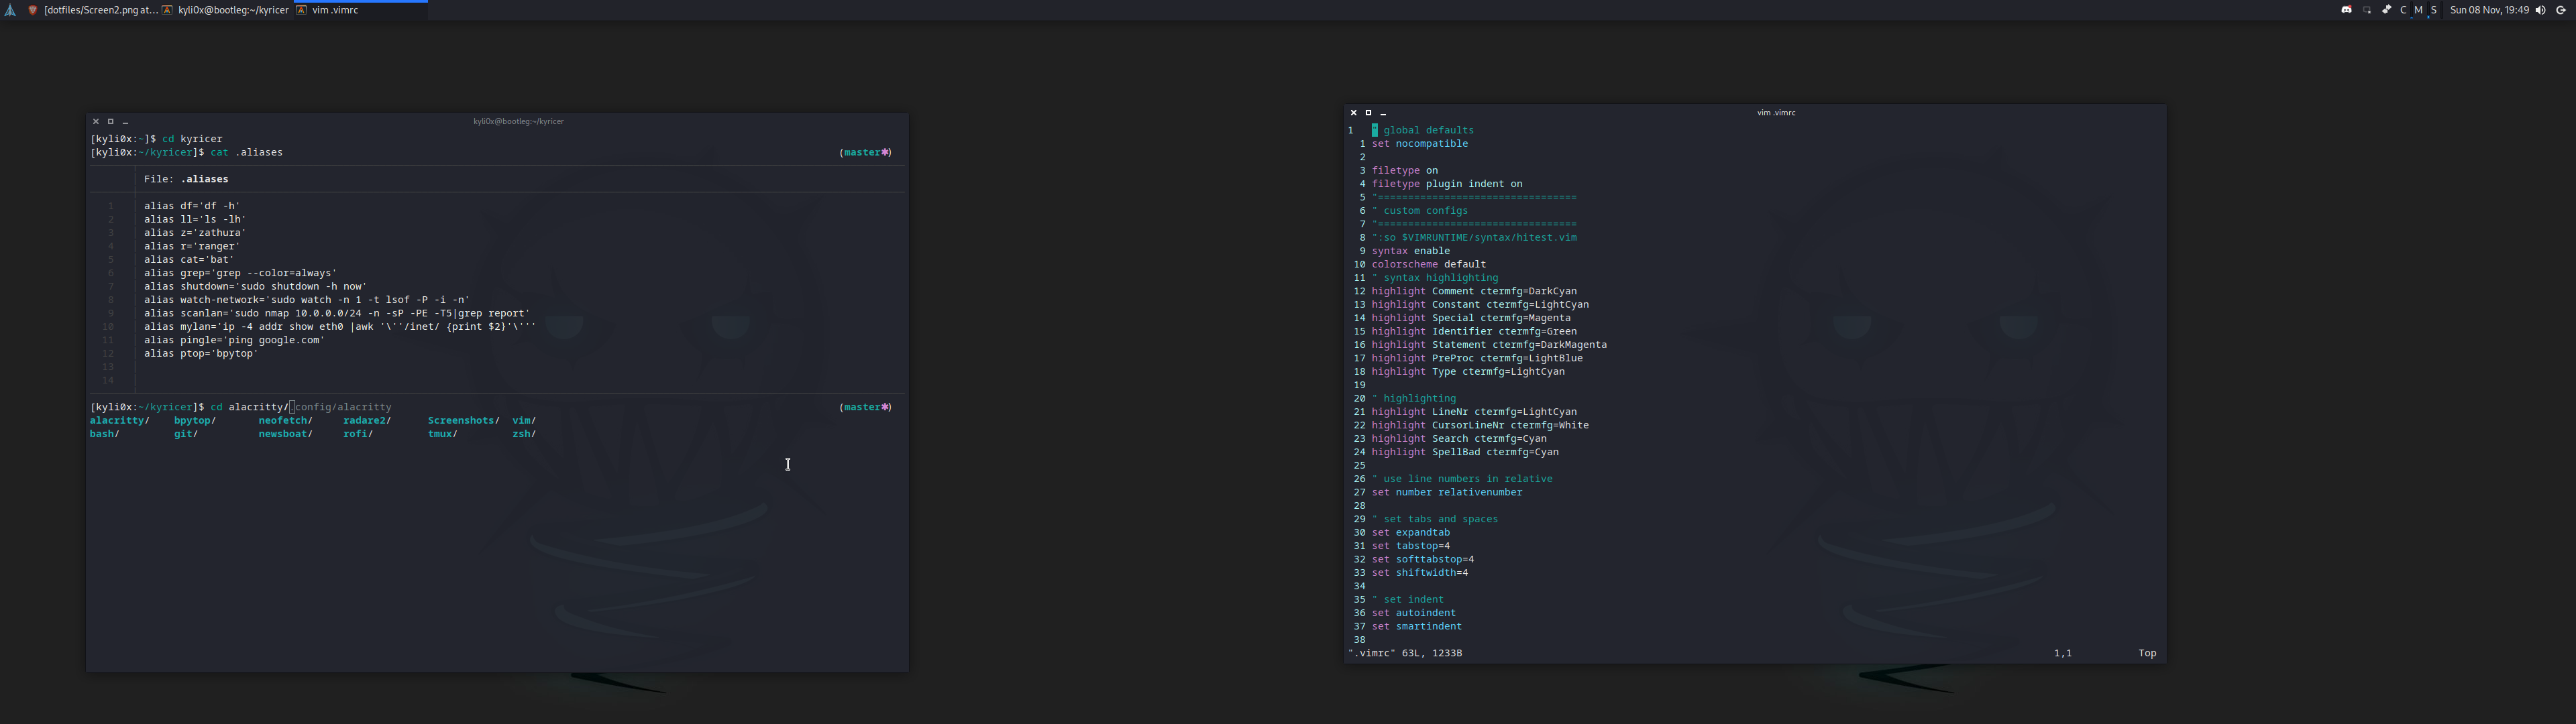 [dotfiles/Screen2.png at... kyli0x@bootleg:~/kyricer vim .vimrc C M S Sun 08 Nov, 19:49
kyli0x@bootleg:~/kyricer
[kyli0x:~]$ cd kyricer
[kyli0x:~/kyricer]$ cat .aliases (master✱)
File: .aliases
1 alias df='df -h'
2 alias ll='ls -lh'
3 alias z='zathura'
4 alias r='ranger'
5 alias cat='bat'
6 alias grep='grep --color=always'
7 alias shutdown='sudo shutdown -h now'
8 alias watch-network='sudo watch -n 1 -t lsof -P -i -n'
9 alias scanlan='sudo nmap 10.0.0.0/24 -n -sP -PE -T5|grep report'
10 alias mylan='ip -4 addr show eth0 |awk '\''/inet/ {print $2}'\'''
11 alias pingle='ping google.com'
12 alias ptop='bpytop'
13
14
[kyli0x:~/kyricer]$ cd alacritty/.config/alacritty (master✱)
alacritty/ bpytop/ neofetch/ radare2/ Screenshots/ vim/
bash/ git/ newsboat/ rofi/ tmux/ zsh/
vim .vimrc
1 " global defaults
1 set nocompatible
2
3 filetype on
4 filetype plugin indent on
5 "=================================
6 " custom configs
7 "=================================
8 ":so $VIMRUNTIME/syntax/hitest.vim
9 syntax enable
10 colorscheme default
11 " syntax highlighting
12 highlight Comment ctermfg=DarkCyan
13 highlight Constant ctermfg=LightCyan
14 highlight Special ctermfg=Magenta
15 highlight Identifier ctermfg=Green
16 highlight Statement ctermfg=DarkMagenta
17 highlight PreProc ctermfg=LightBlue
18 highlight Type ctermfg=LightCyan
19
20 " highlighting
21 highlight LineNr ctermfg=LightCyan
22 highlight CursorLineNr ctermfg=White
23 highlight Search ctermfg=Cyan
24 highlight SpellBad ctermfg=Cyan
25
26 " use line numbers in relative
27 set number relativenumber
28
29 " set tabs and spaces
30 set expandtab
31 set tabstop=4
32 set softtabstop=4
33 set shiftwidth=4
34
35 " set indent
36 set autoindent
37 set smartindent
38
".vimrc" 63L, 1233B 1,1 Top